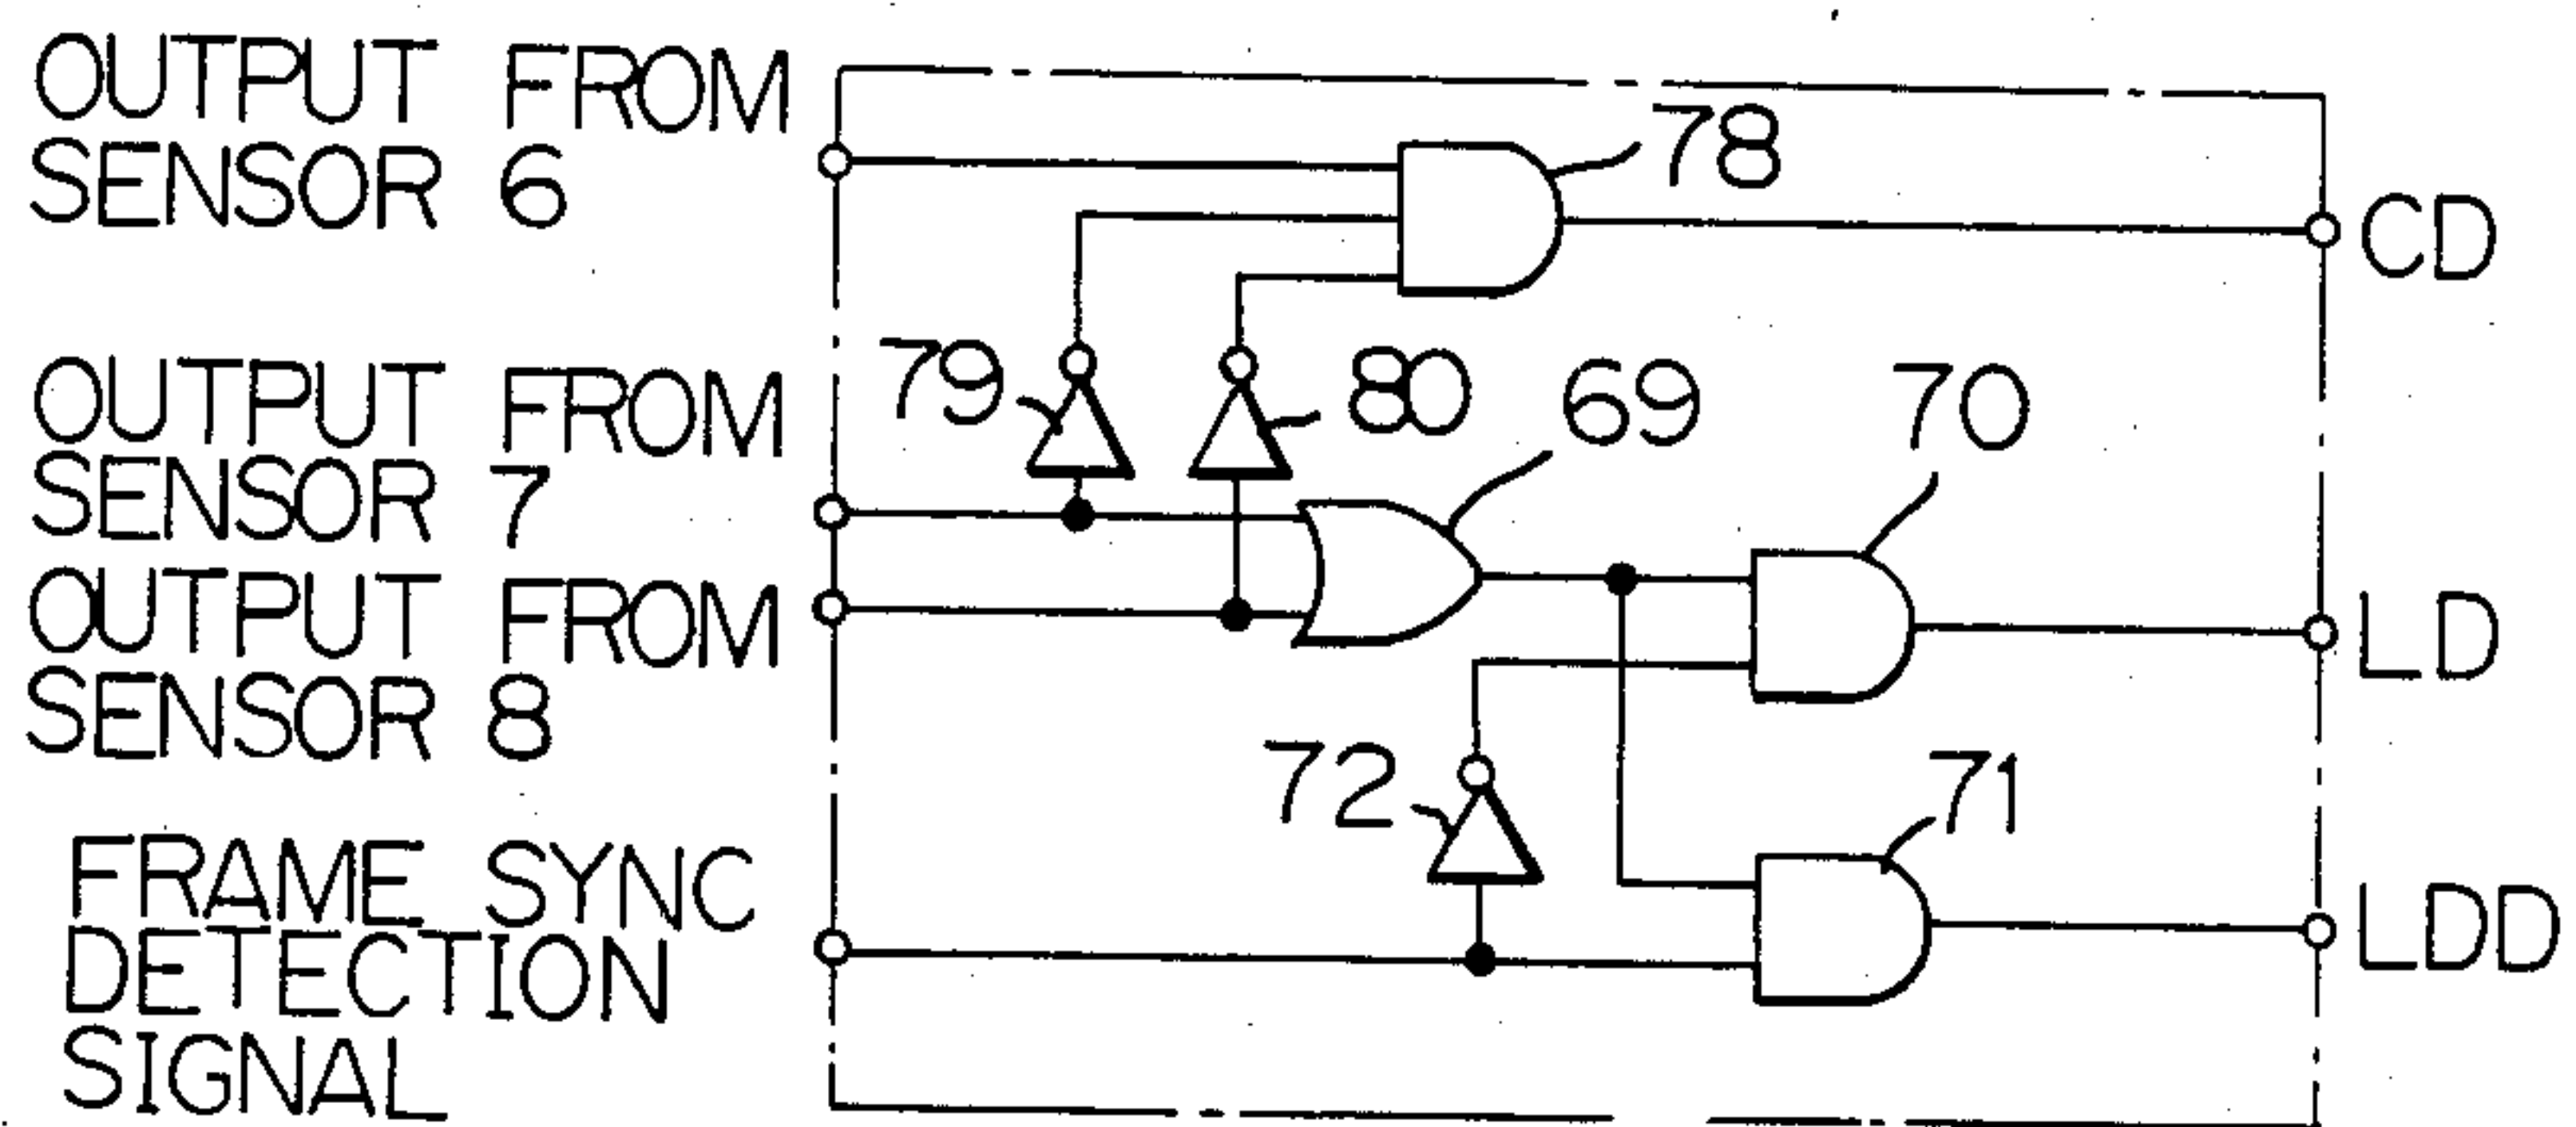 OUTPUT FROM
SENSOR 6
78
CD
OUTPUT FROM
SENSOR 7
79
80
69
70
OUTPUT FROM
SENSOR 8
LD
72
71
FRAME SYNC
DETECTION
SIGNAL
LDD